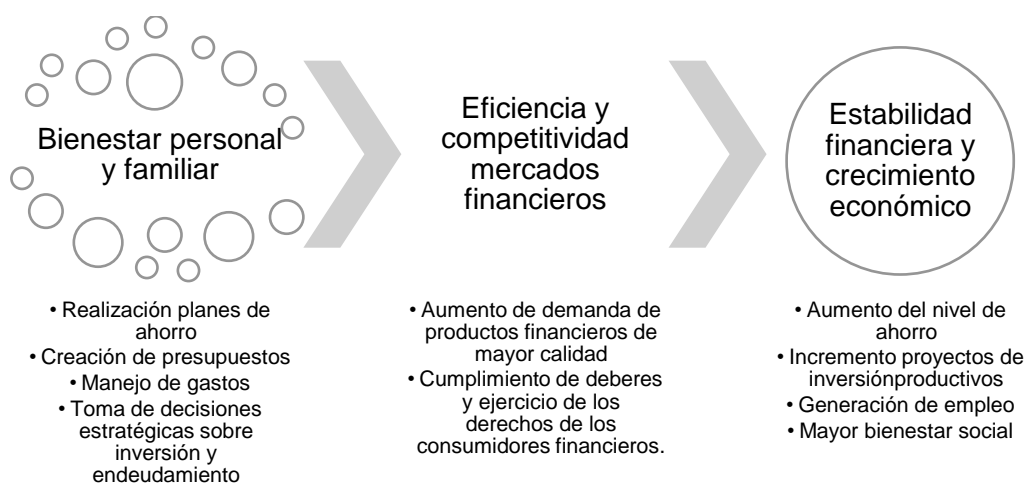 Bienestar personal
y familiar
Eficiencia y
competitividad
mercados
financieros
Estabilidad
financiera y
crecimiento
económico
• Realización planes de
ahorro
• Creación de presupuestos
• Manejo de gastos
• Toma de decisiones
estratégicas sobre
inversión y
endeudamiento
• Aumento de demanda de
productos financieros de
mayor calidad
• Cumplimiento de deberes
y ejercicio de los
derechos de los
consumidores financieros.
• Aumento del nivel de
ahorro
• Incremento proyectos de
inversiónproductivos
• Generación de empleo
• Mayor bienestar social